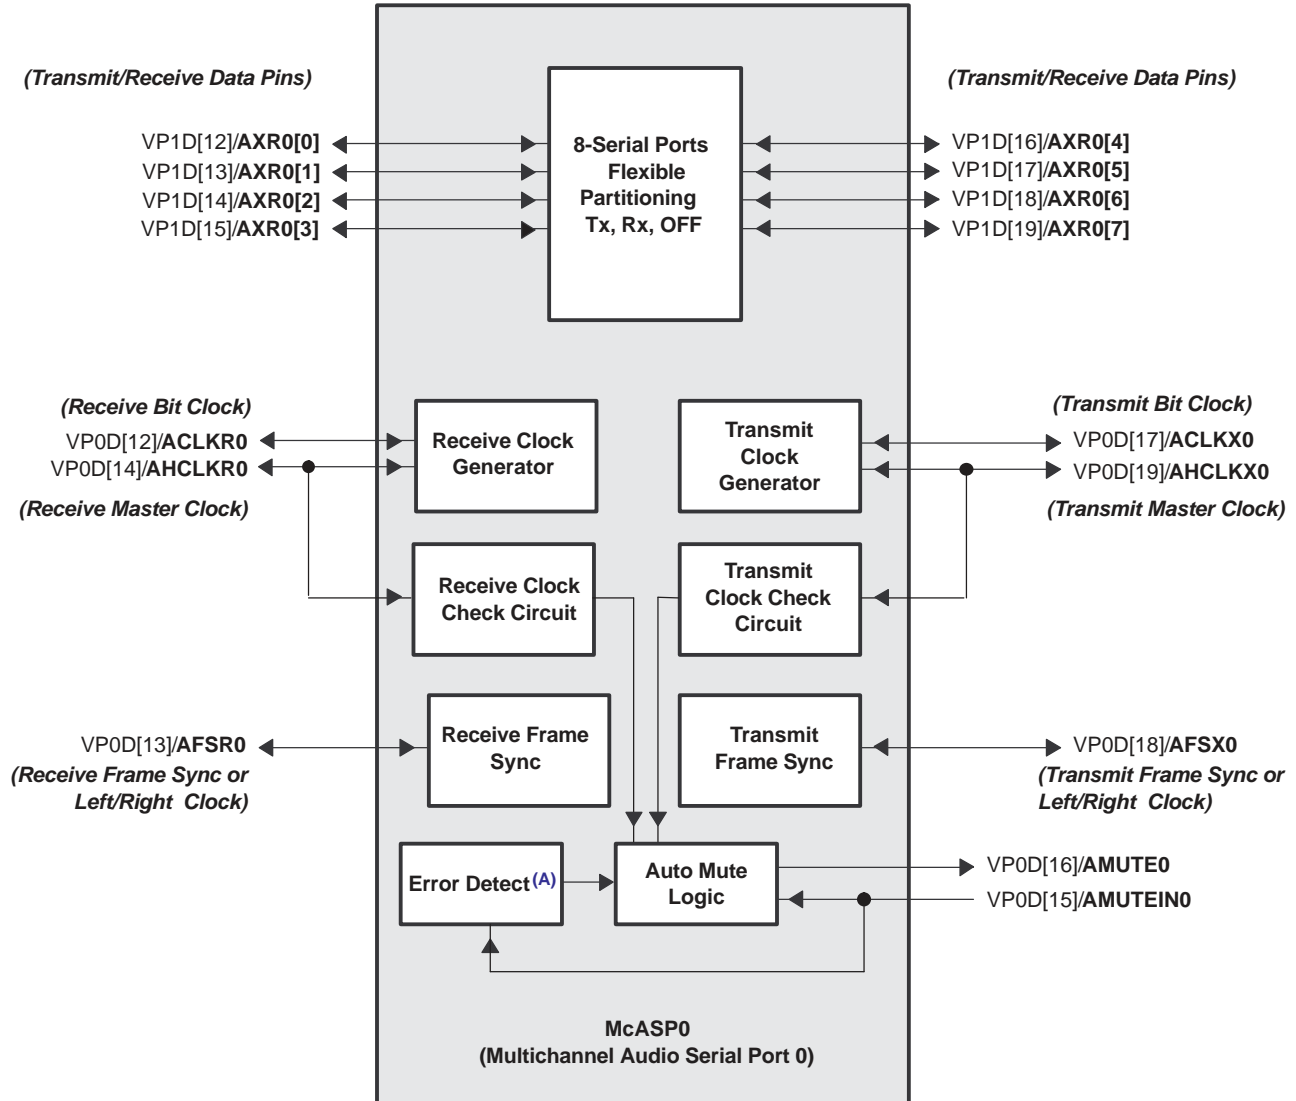 (Transmit/Receive Data Pins)
VP1D[12]/AXR0[0]
VP1D[13]/AXR0[1]
VP1D[14]/AXR0[2]
VP1D[15]/AXR0[3]
8-Serial Ports
Flexible
Partitioning
Tx, Rx, OFF
(Transmit/Receive Data Pins)
VP1D[16]/AXR0[4]
VP1D[17]/AXR0[5]
VP1D[18]/AXR0[6]
VP1D[19]/AXR0[7]
(Receive Bit Clock)
VP0D[12]/ACLKR0
VP0D[14]/AHCLKR0
(Receive Master Clock)
Receive Clock
Generator
Transmit
Clock
Generator
(Transmit Bit Clock)
VP0D[17]/ACLKX0
VP0D[19]/AHCLKX0
(Transmit Master Clock)
Receive Clock
Check Circuit
Transmit
Clock Check
Circuit
VP0D[13]/AFSR0
(Receive Frame Sync or
Left/Right Clock)
Receive Frame
Sync
Transmit
Frame Sync
VP0D[18]/AFSX0
(Transmit Frame Sync or
Left/Right Clock)
Error Detect(A)
Auto Mute
Logic
VP0D[16]/AMUTE0
VP0D[15]/AMUTEIN0
McASP0
(Multichannel Audio Serial Port 0)